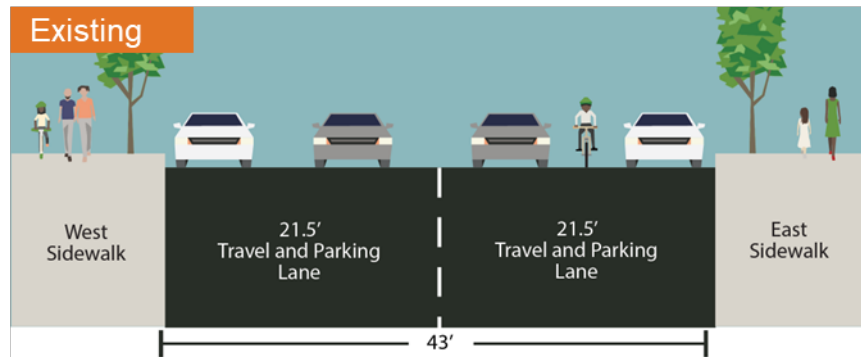 Existing
West
Sidewalk
21.5’
Travel and Parking
Lane
21.5’
Travel and Parking
Lane
East
Sidewalk
43’